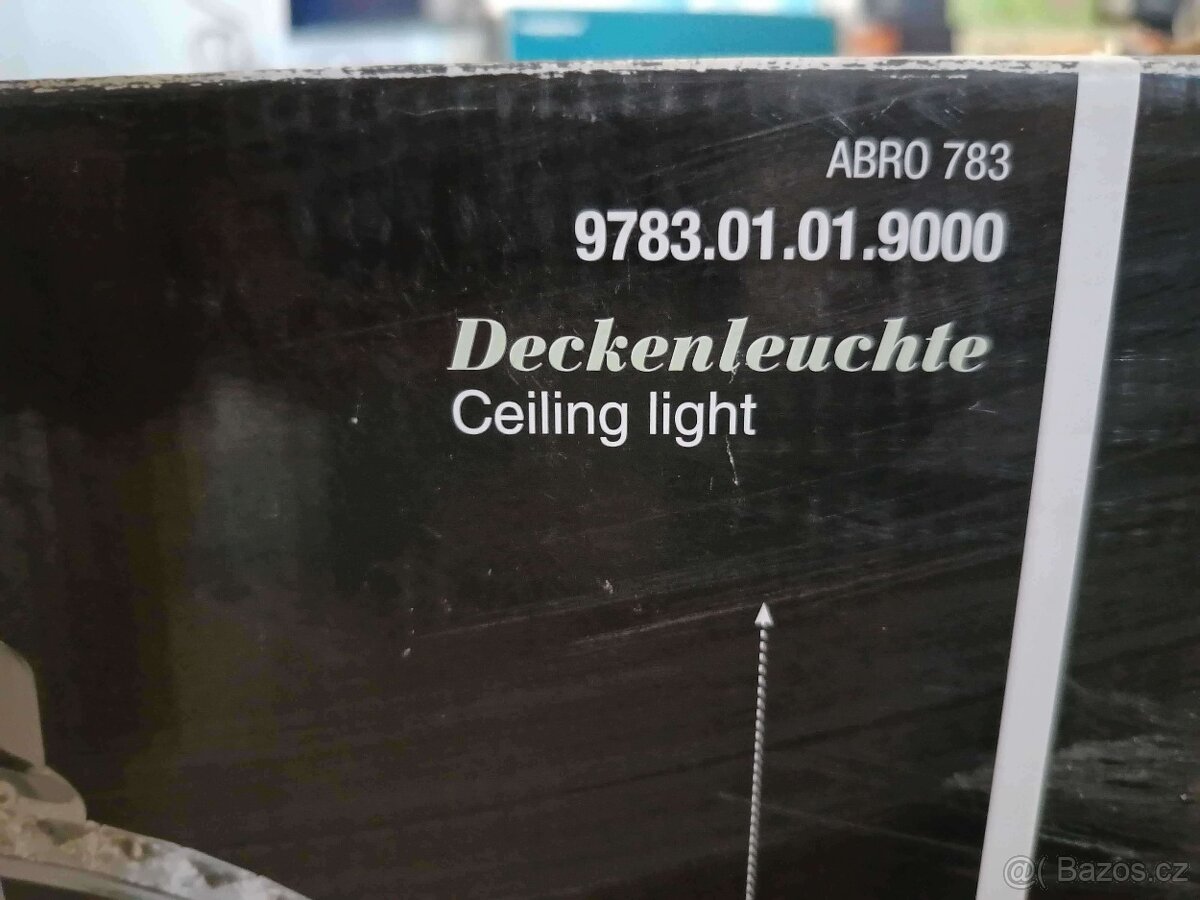 ABRO 783
9783.01.01.9000
Deckenleuchte
Ceiling light
@( Bazos.cz